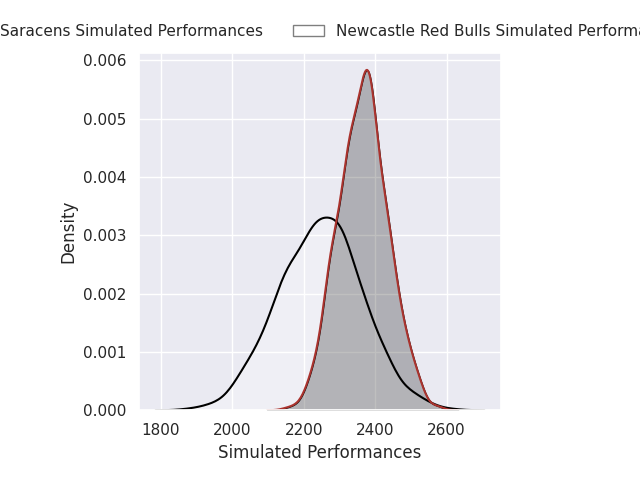 Saracens Simulated Performances
Newcastle Red Bulls Simulated
0.006
0.005
0.004
0.003
0.002
0.001
0.000
Density
1800 2000 2200 2400 2600
Simulated Performances